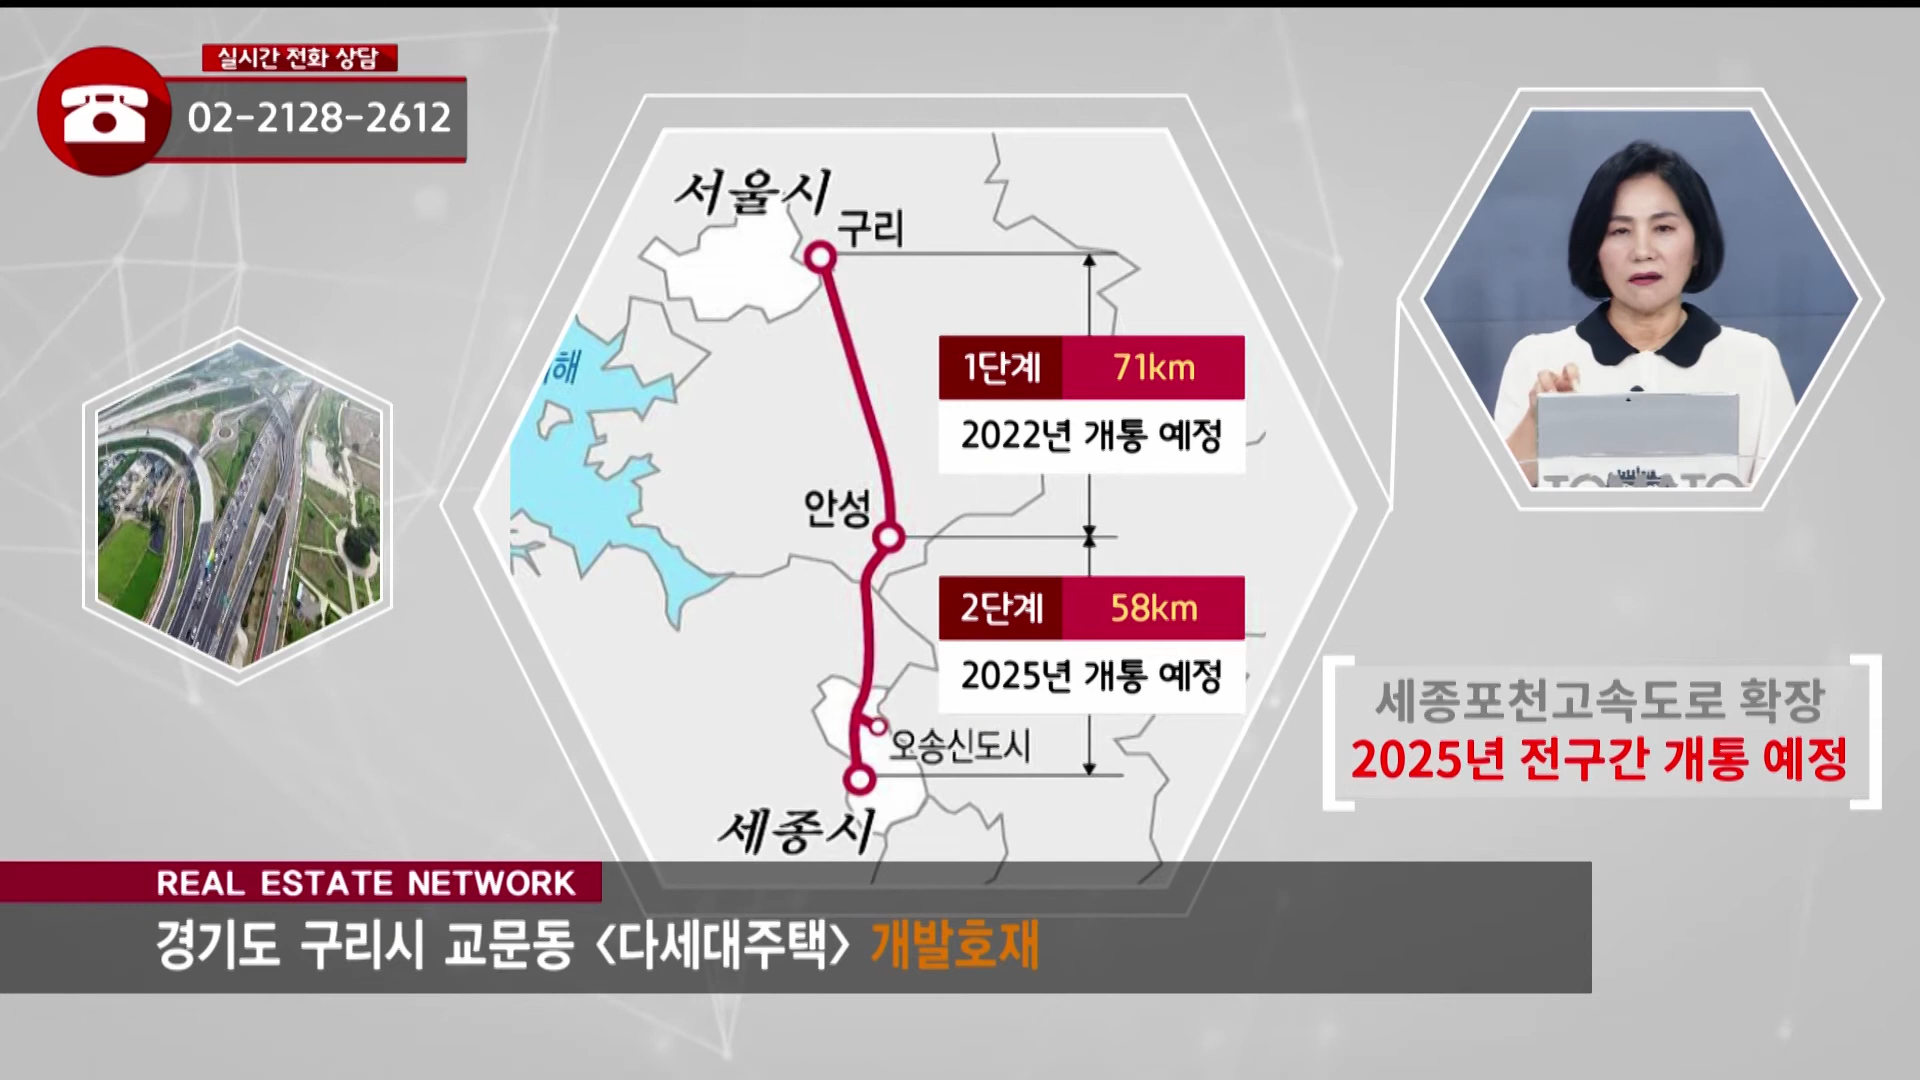 실시간 전화 상담
02-2128-2612
서울시
구리
해
1단계 71km
2022년 개통 예정
안성
2단계 58km
2025년 개통 예정
오송신도시
세종시
세종포천고속도로 확장
2025년 전구간 개통 예정
REAL ESTATE NETWORK
경기도 구리시 교문동 <다세대주택> 개발호재